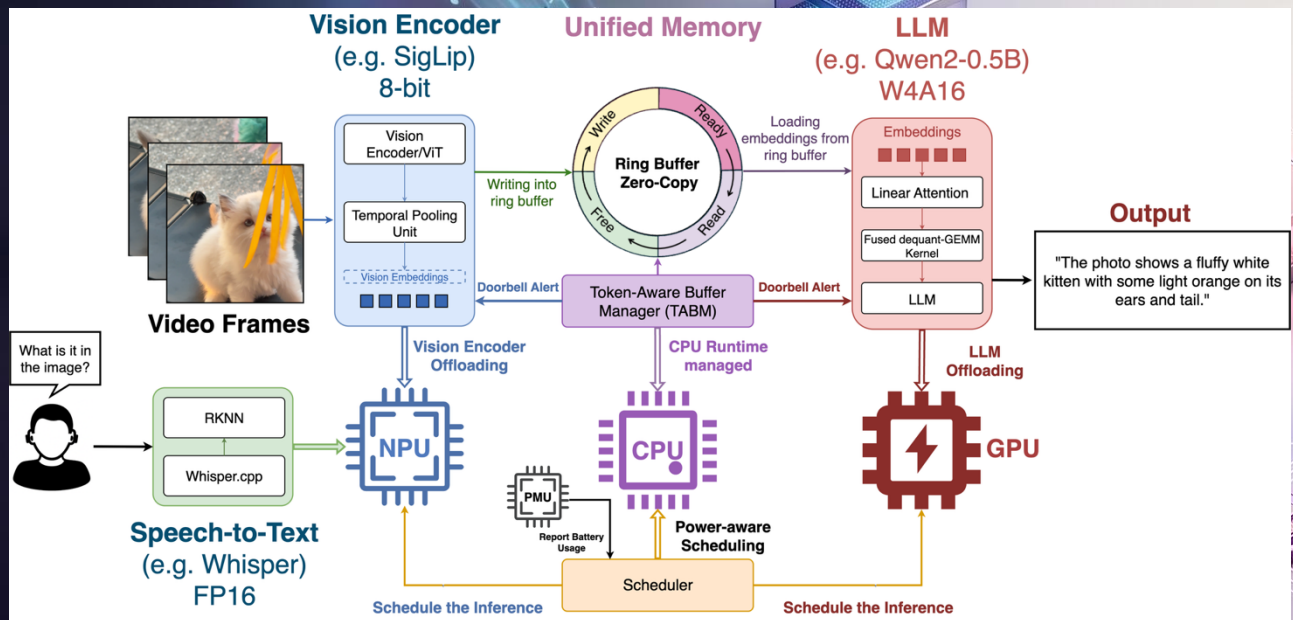 Vision Encoder
(e.g. SigLip)
8-bit
Unified Memory
LLM
(e.g. Qwen2-0.5B)
W4A16
Vision
Encoder/ViT
Temporal Pooling
Unit
Vision Embeddings
Video Frames
Writing into
ring buffer
Write
Ready
Read
Free
Ring Buffer
Zero-Copy
Loading
embeddings from
ring buffer
Embeddings
Linear Attention
Fused dequant-GEMM
Kernel
LLM
Output
"The photo shows a fluffy white
kitten with some light orange on its
ears and tail."
Doorbell Alert
Token-Aware Buffer
Manager (TABM)
Doorbell Alert
What is it in
the image?
Vision Encoder
Offloading
CPU Runtime
managed
LLM
Offloading
RKNN
Whisper.cpp
NPU
CPU
GPU
Speech-to-Text
(e.g. Whisper)
FP16
PMU
Report Battery
Usage
Power-aware
Scheduling
Scheduler
Schedule the Inference
Schedule the Inference